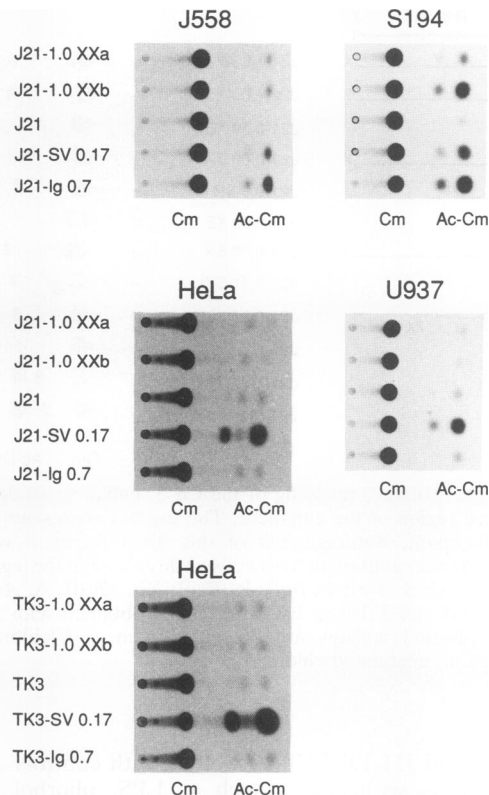 J558
S194
J21-1.0 XXa
J21-1.0 XXb
J21
J21-SV 0.17
J21-Ig 0.7
Cm Ac-Cm
Cm Ac-Cm
HeLa
U937
J21-1.0 XXa
J21-1.0 XXb
J21
J21-SV 0.17
J21-Ig 0.7
Cm Ac-Cm
Cm Ac-Cm
HeLa
TK3-1.0 XXa
TK3-1.0 XXb
TK3
TK3-SV 0.17
TK3-Ig 0.7
Cm Ac-Cm